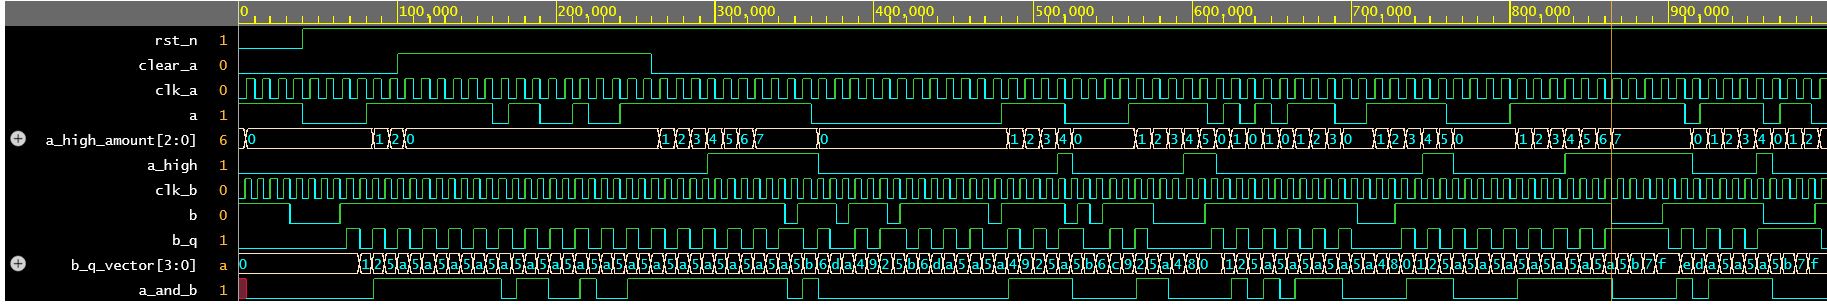 0 100,000 200,000 300,000 400,000 500,000 600,000 700,000 800,000 900,000
rst_n 1
clear_a 0
clk_a 0
a 1
a_high_amount[2:0] 6 0 1 2 0 1 2 3 4 5 6 7 0 1 2 3 4 0 1 2 3 4 5 0 1 0 1 0 1 2 3 0 1 2 3 4 5 0 1 2 3 4 5 6 7 0 1 2 3 4 0 1 2
a_high 1
clk_b 0
b 0
b_q 1
b_q_vector[3:0] a 0 1 2 5 a 5 a 5 a 5 a 5 a 5 a 5 a 5 a 5 a 5 a 5 a 5 a 5 a 5 a 5 a 5 a 5 b 6 d a 4 9 2 5 b 6 d a 5 a 5 a 4 9 2 5 a 5 b 6 c 9 2 5 a 4 8 0 1 2 5 a 5 a 5 a 5 a 5 a 4 8 0 1 2 5 a 5 a 5 a 5 a 5 a 5 a 5 a 5 b 7 f e d a 5 a 5 a 5 b 7 f
a_and_b 1